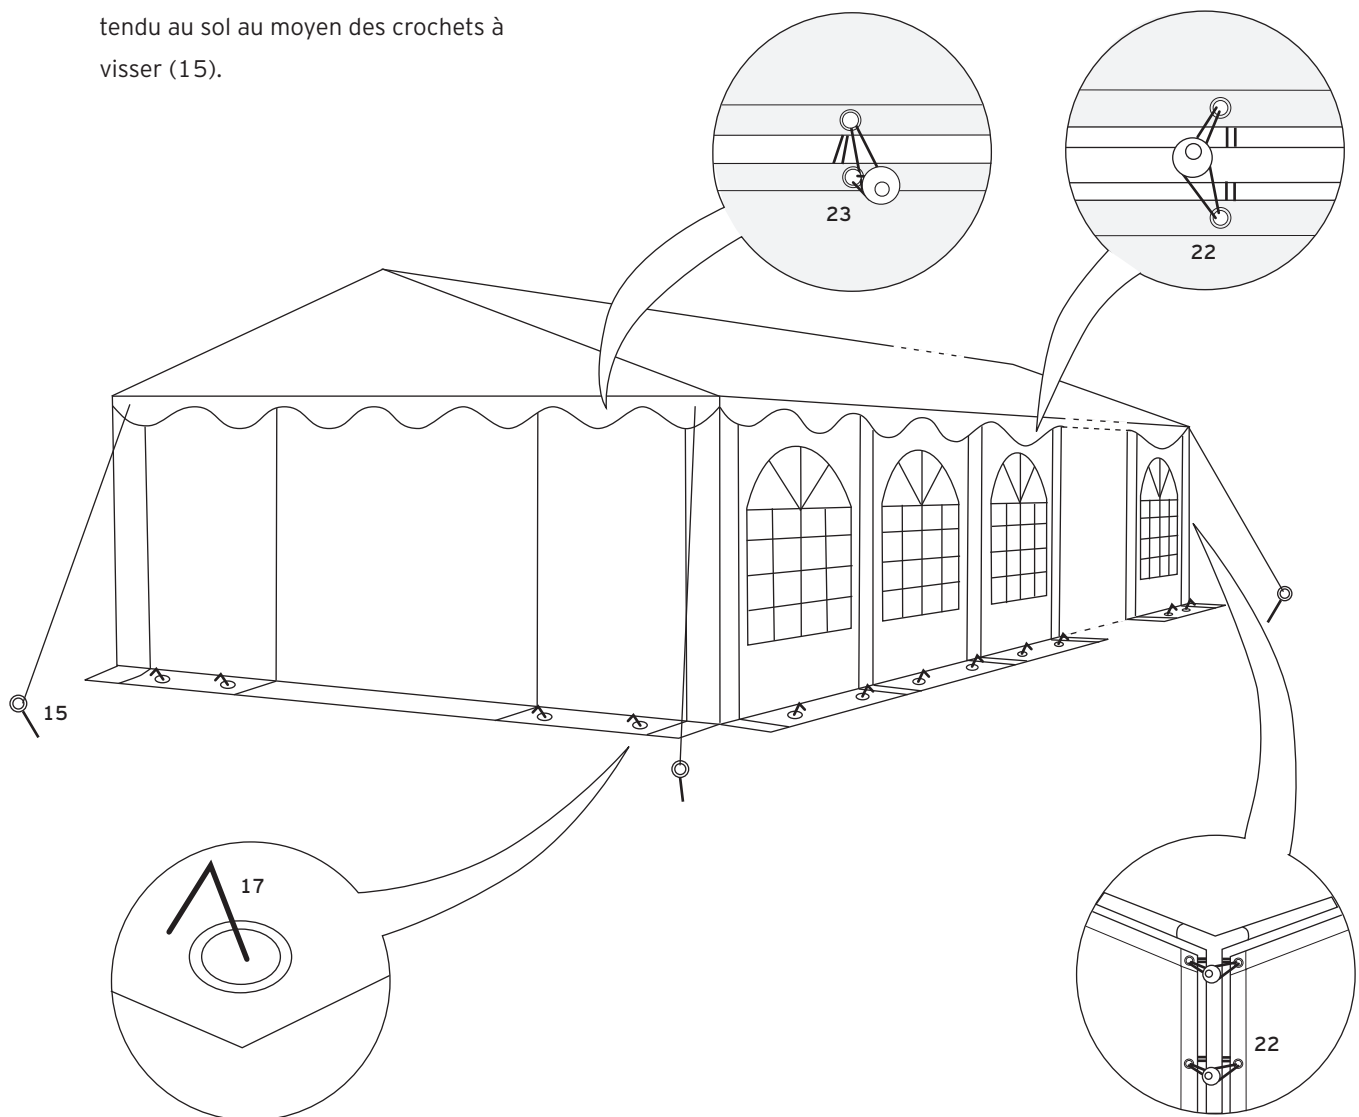 tendu au sol au moyen des crochets à
visser (15).
23
22
15
17
22